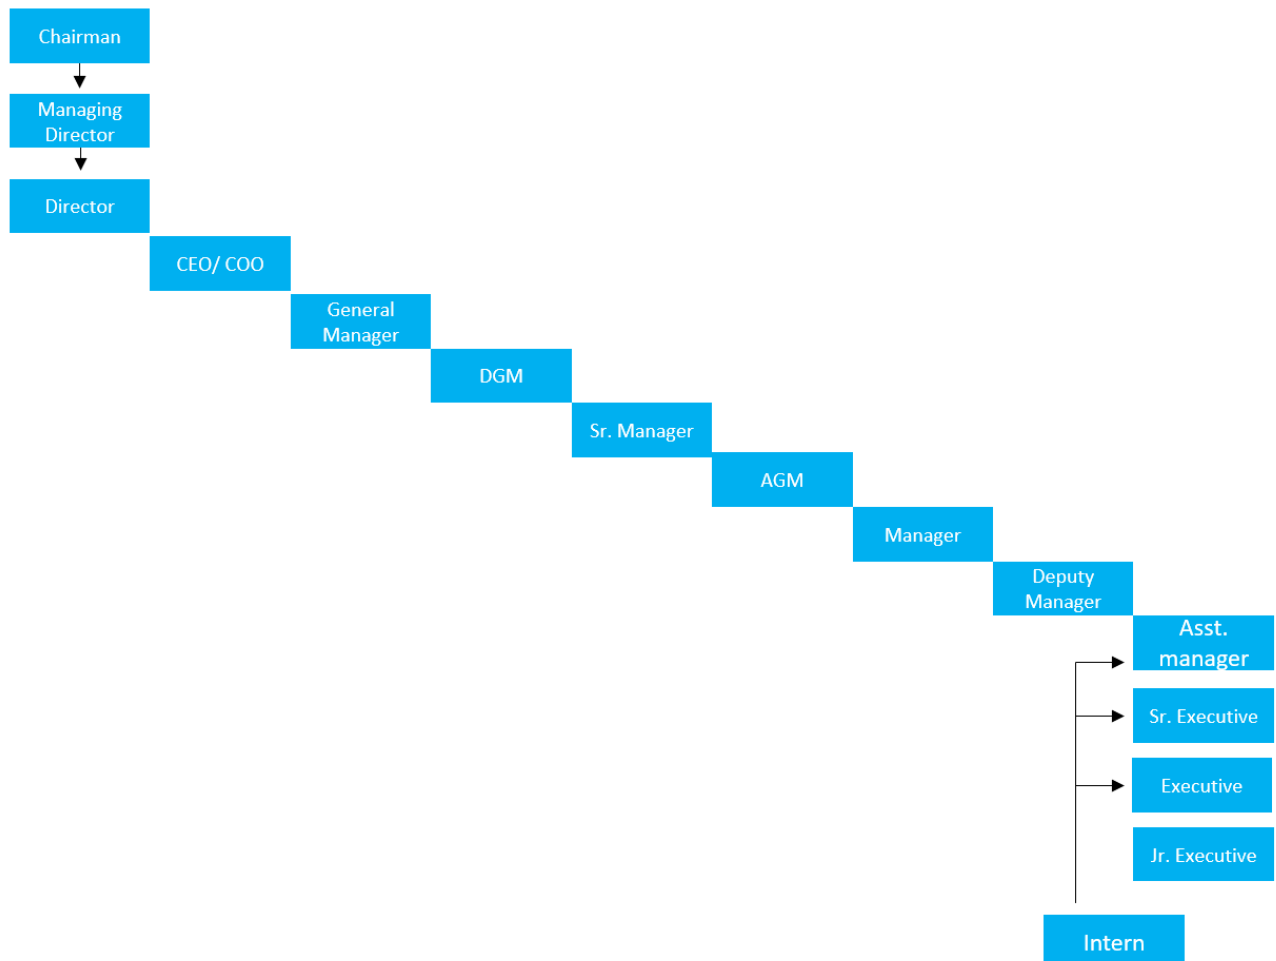 Chairman
Managing
Director
Director
CEO/ COO
General
Manager
DGM
Sr. Manager
AGM
Manager
Deputy
Manager
Asst.
manager
Sr. Executive
Executive
Jr. Executive
Intern